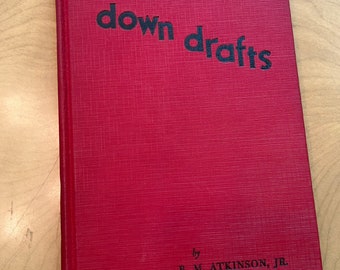 down drafts
by
R. M. ATKINSON, JR.